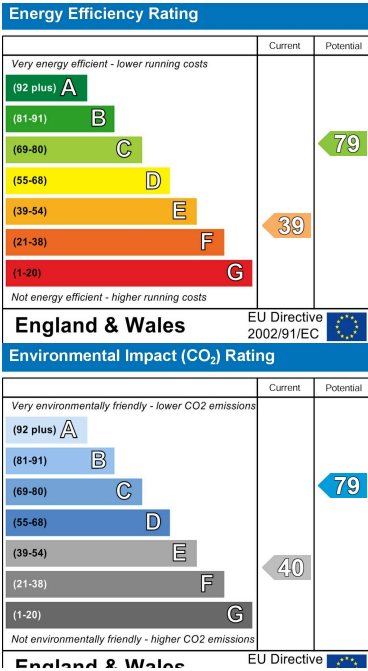 Energy Efficiency Rating
Current Potential
Very energy efficient - lower running costs
(92 plus) A
(81-91) B
(69-80) C
79
(55-68) D
(39-54) E
39
(21-38) F
(1-20) G
Not energy efficient - higher running costs
England & Wales
EU Directive
2002/91/EC
Environmental Impact (CO₂) Rating
Current Potential
Very environmentally friendly - lower CO2 emissions
(92 plus) A
(81-91) B
(69-80) C
79
(55-68) D
(39-54) E
40
(21-38) F
(1-20) G
Not environmentally friendly - higher CO2 emissions
England & Wales
EU Directive